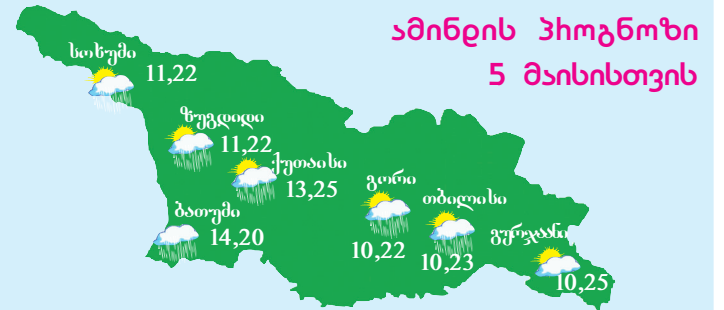 ამინდის პროგნოზი
5 მაისისთვის
სოხუმი
11,22
ზუგდიდი
11,22
ქუთაისი
13,25
ბათუმი
14,20
გორი
10,22
თბილისი
10,23
გურჯაანი
10,25